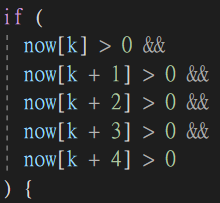 if (
now[k] > 0 &&
now[k + 1] > 0 &&
now[k + 2] > 0 &&
now[k + 3] > 0 &&
now[k + 4] > 0
) {